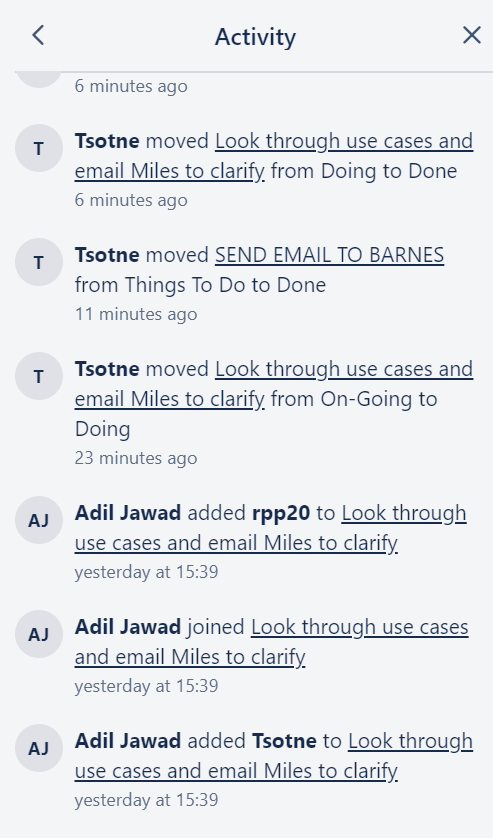 Activity
6 minutes ago
T
Tsotne moved Look through use cases and
email Miles to clarify from Doing to Done
6 minutes ago
T
Tsotne moved SEND EMAIL TO BARNES
from Things To Do to Done
11 minutes ago
T
Tsotne moved Look through use cases and
email Miles to clarify from On-Going to
Doing
23 minutes ago
AJ
Adil Jawad added rpp20 to Look through
use cases and email Miles to clarify
yesterday at 15:39
AJ
Adil Jawad joined Look through use cases
and email Miles to clarify
yesterday at 15:39
AJ
Adil Jawad added Tsotne to Look through
use cases and email Miles to clarify
yesterday at 15:39